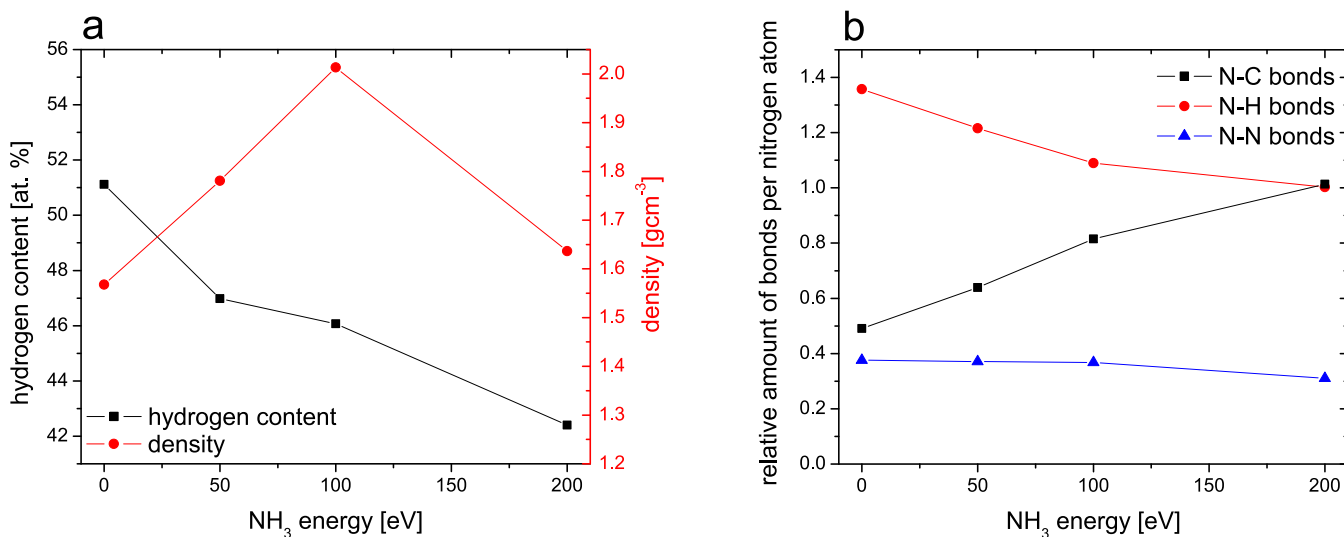 a
56
54
52
50
48
46
44
42
hydrogen content [at. %]
2.0
1.9
1.8
1.7
1.6
1.5
1.4
1.3
1.2
density [gcm⁻³]
hydrogen content
density
0 50 100 150 200
NH₃ energy [eV]
b
1.4
1.2
1.0
0.8
0.6
0.4
0.2
0.0
relative amount of bonds per nitrogen atom
N-C bonds
N-H bonds
N-N bonds
0 50 100 150 200
NH₃ energy [eV]